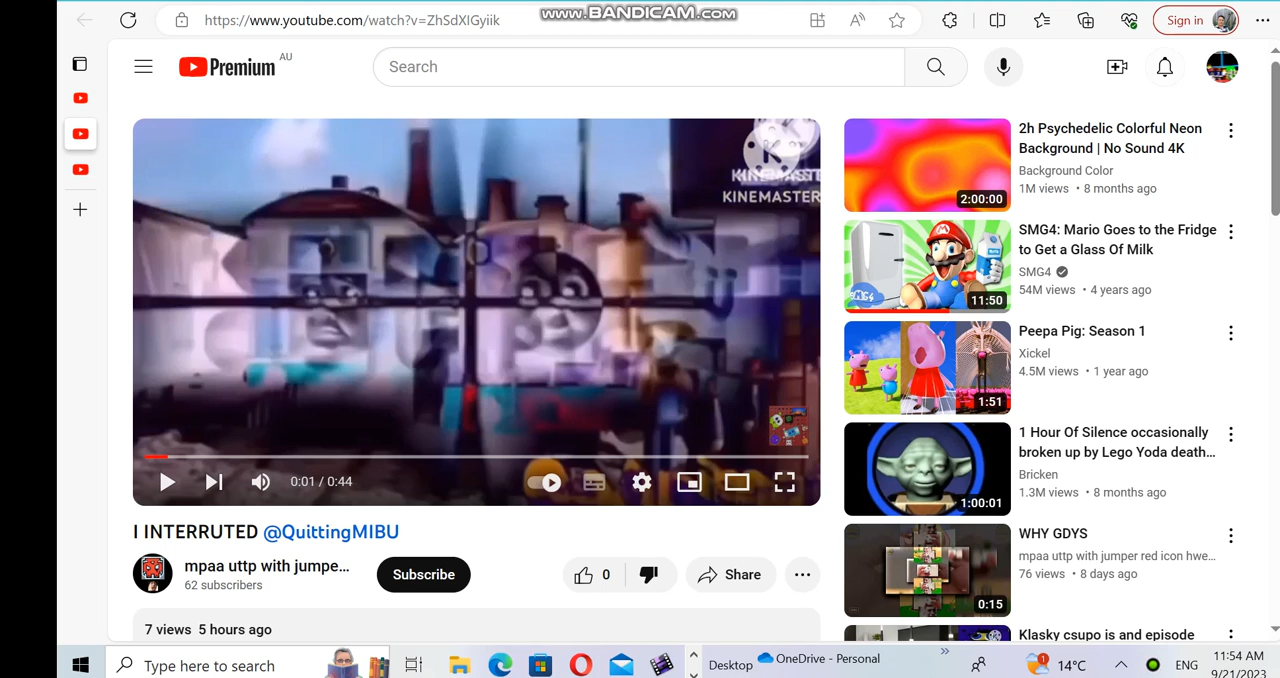 https://www.youtube.com/watch?v=ZhSdXlGyiik
www.BANDICAM.com
Sign in
Premium AU
Search
KINEMASTER
KINEMASTER
0:01 / 0:44
I INTERRUTED @QuittingMIBU
mpaa uttp with jumpe...
62 subscribers
Subscribe
0
Share
7 views 5 hours ago
2:00:00
2h Psychedelic Colorful Neon
Background | No Sound 4K
Background Color
1M views • 8 months ago
SMG4
11:50
SMG4: Mario Goes to the Fridge
to Get a Glass Of Milk
SMG4
54M views • 4 years ago
1:51
Peepa Pig: Season 1
Xickel
4.5M views • 1 year ago
1:00:01
1 Hour Of Silence occasionally
broken up by Lego Yoda death...
Bricken
1.3M views • 8 months ago
0:15
WHY GDYS
mpaa uttp with jumper red icon hwe...
76 views • 8 days ago
Klasky csupo is and episode
Type here to search
Desktop
OneDrive - Personal
1
14°C
ENG
11:54 AM
9/21/2023